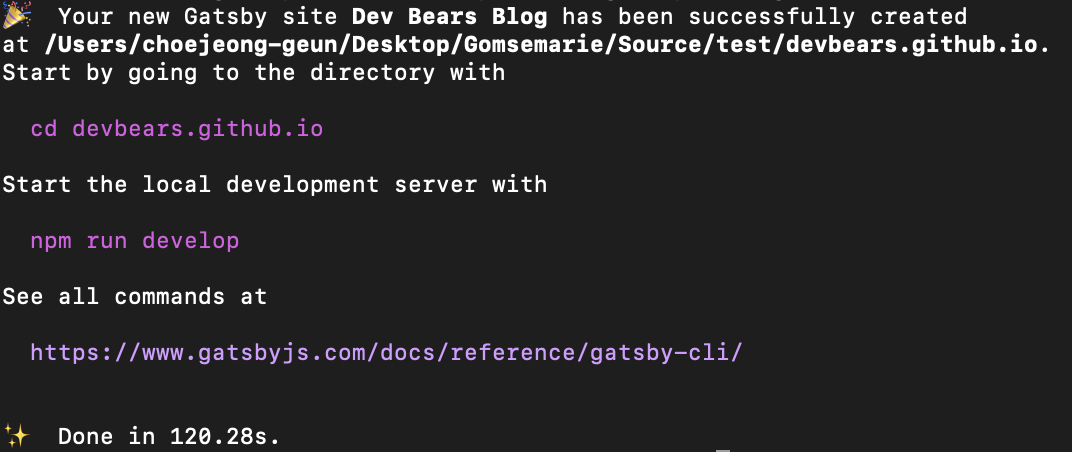 🎉 Your new Gatsby site Dev Bears Blog has been successfully created
at /Users/choejeong-geun/Desktop/Gomsemarie/Source/test/devbears.github.io.
Start by going to the directory with
cd devbears.github.io
Start the local development server with
npm run develop
See all commands at
https://www.gatsbyjs.com/docs/reference/gatsby-cli/
✨ Done in 120.28s.